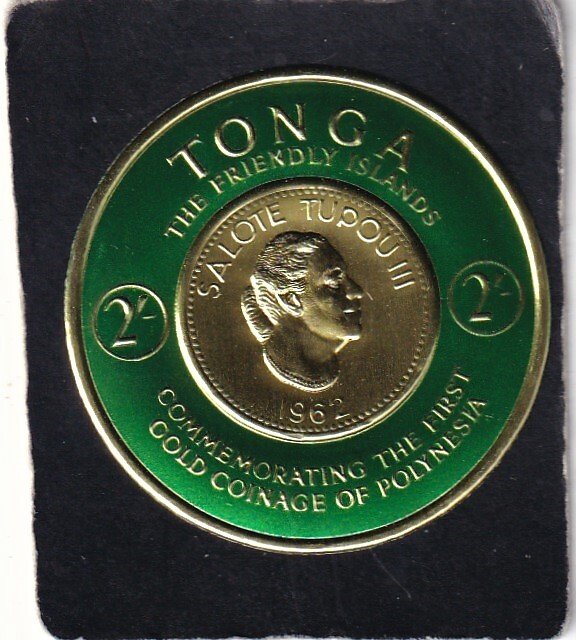 TONGA
THE FRIENDLY ISLANDS
SALOTE TUPOU III
2/-
2/-
1962
COMMEMORATING THE FIRST
GOLD COINAGE OF POLYNESIA